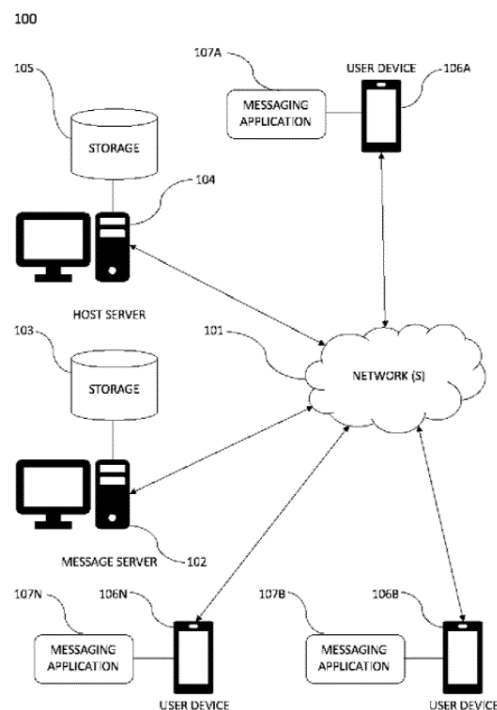 100
107A
USER DEVICE
106A
105
MESSAGING
APPLICATION
STORAGE
104
HOST SERVER
103
101
NETWORK (S)
STORAGE
MESSAGE SERVER
102
107N
106N
107B
106B
MESSAGING
APPLICATION
MESSAGING
APPLICATION
USER DEVICE
USER DEVICE